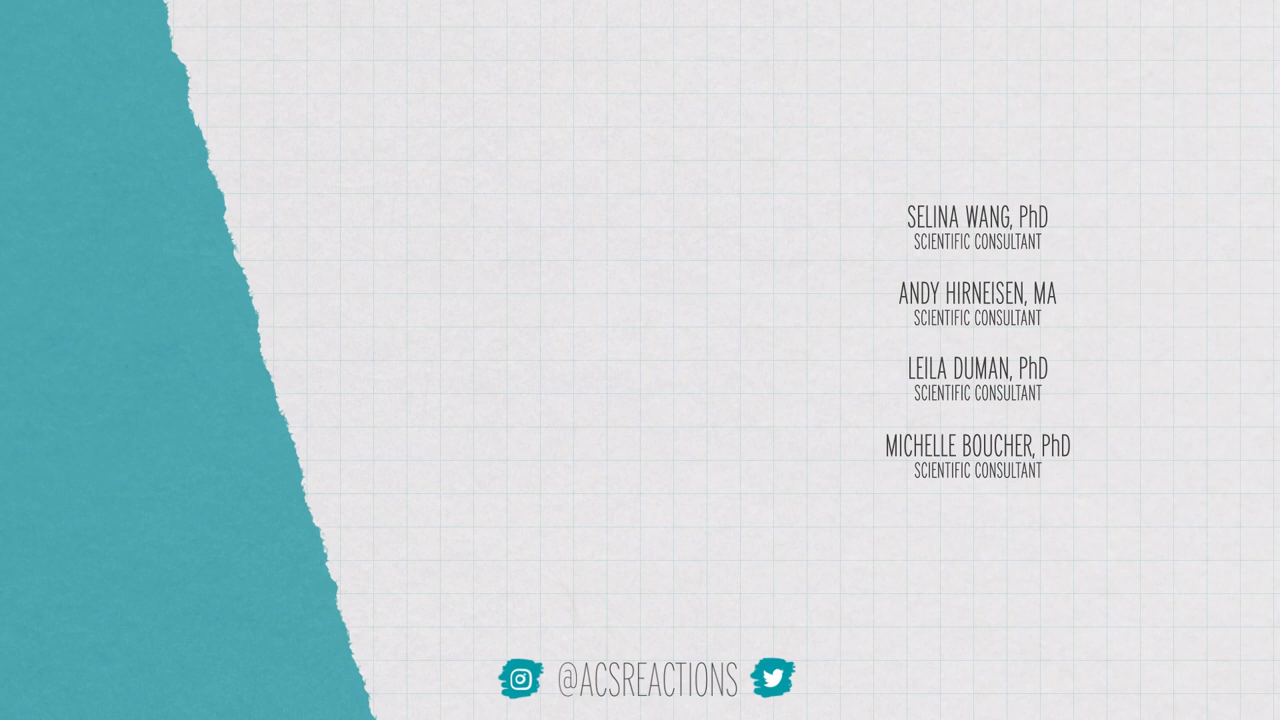 SELINA WANG, PhD
SCIENTIFIC CONSULTANT
ANDY HIRNEISEN, MA
SCIENTIFIC CONSULTANT
LEILA DUMAN, PhD
SCIENTIFIC CONSULTANT
MICHELLE BOUCHER, PhD
SCIENTIFIC CONSULTANT
@ACSREACTIONS